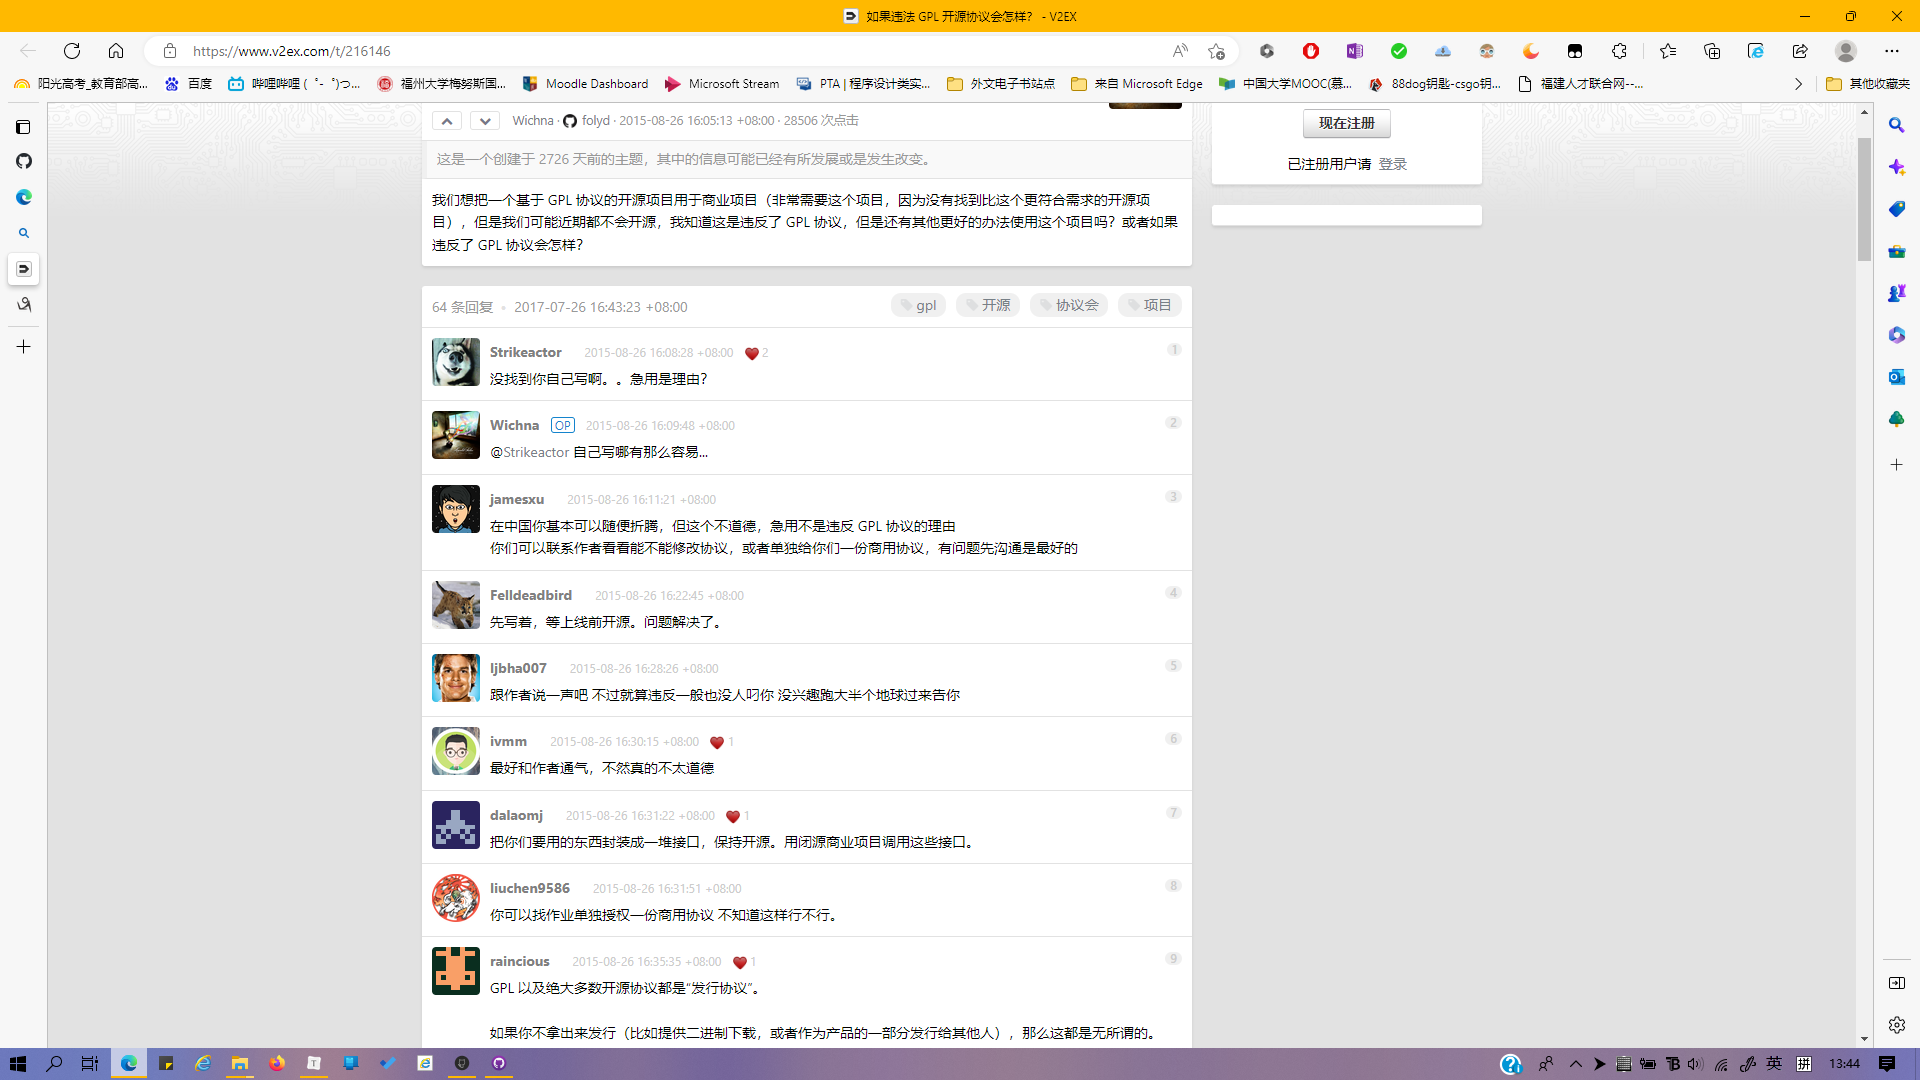 如果违法 GPL 开源协议会怎样? - V2EX
https://www.v2ex.com/t/216146
阳光高考_教育部高...
百度
哔哩哔哩 ( ゜- ゜)つ...
福州大学梅努斯国...
Moodle Dashboard
Microsoft Stream
PTA | 程序设计类实...
外文电子书站点
来自 Microsoft Edge
中国大学MOOC(慕...
88dog钥匙-csgo钥...
福建人才联合网--...
其他收藏夹
Wichna · folyd · 2015-08-26 16:05:13 +08:00 · 28506 次点击
这是一个创建于 2726 天前的主题，其中的信息可能已经有所发展或是发生改变。
我们想把一个基于 GPL 协议的开源项目用于商业项目（非常需要这个项目，因为没有找到比这个更符合需求的开源项
目），但是我们可能近期都不会开源，我知道这是违反了 GPL 协议，但是还有其他更好的办法使用这个项目吗？或者如果
违反了 GPL 协议会怎样？
现在注册
已注册用户请 登录
64 条回复 • 2017-07-26 16:43:23 +08:00
gpl
开源
协议会
项目
Strikeactor 2015-08-26 16:08:28 +08:00 2
1
没找到你自己写啊。。急用是理由？
Wichna OP 2015-08-26 16:09:48 +08:00
2
@Strikeactor 自己写哪有那么容易...
jamesxu 2015-08-26 16:11:21 +08:00
3
在中国你基本可以随便折腾，但这个不道德，急用不是违反 GPL 协议的理由
你们可以联系作者看看能不能修改协议，或者单独给你们一份商用协议，有问题先沟通是最好的
Felldeadbird 2015-08-26 16:22:45 +08:00
4
先写着，等上线前开源。问题解决了。
ljbha007 2015-08-26 16:28:26 +08:00
5
跟作者说一声吧 不过就算违反一般也没人叼你 没兴趣跑大半个地球过来告你
ivmm 2015-08-26 16:30:15 +08:00 1
6
最好和作者通气，不然真的不太道德
dalaomj 2015-08-26 16:31:22 +08:00 1
7
把你们要用的东西封装成一堆接口，保持开源。用闭源商业项目调用这些接口。
liuchen9586 2015-08-26 16:31:51 +08:00
8
你可以找作业单独授权一份商用协议 不知道这样行不行。
raincious 2015-08-26 16:35:35 +08:00 1
9
GPL 以及绝大多数开源协议都是“发行协议”。
如果你不拿出来发行（比如提供二进制下载，或者作为产品的一部分发行给其他人），那么这都是无所谓的。
英
拼
13:44